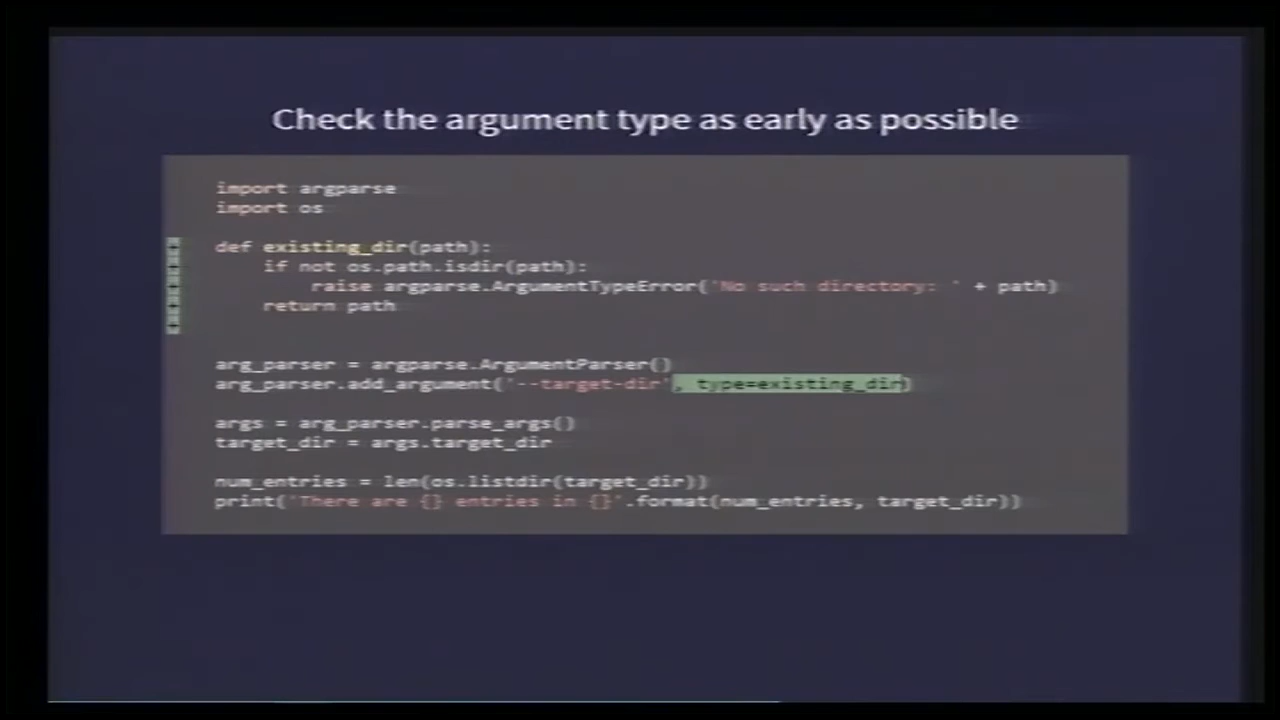 Check the argument type as early as possible
import argparse
import os
def existing_dir(path):
    if not os.path.isdir(path):
        raise argparse.ArgumentTypeError('No such directory: ' + path)
    return path
arg_parser = argparse.ArgumentParser()
arg_parser.add_argument('--target-dir', type=existing_dir)
args = arg_parser.parse_args()
target_dir = args.target_dir
num_entries = len(os.listdir(target_dir))
print('There are {} entries in {}'.format(num_entries, target_dir))